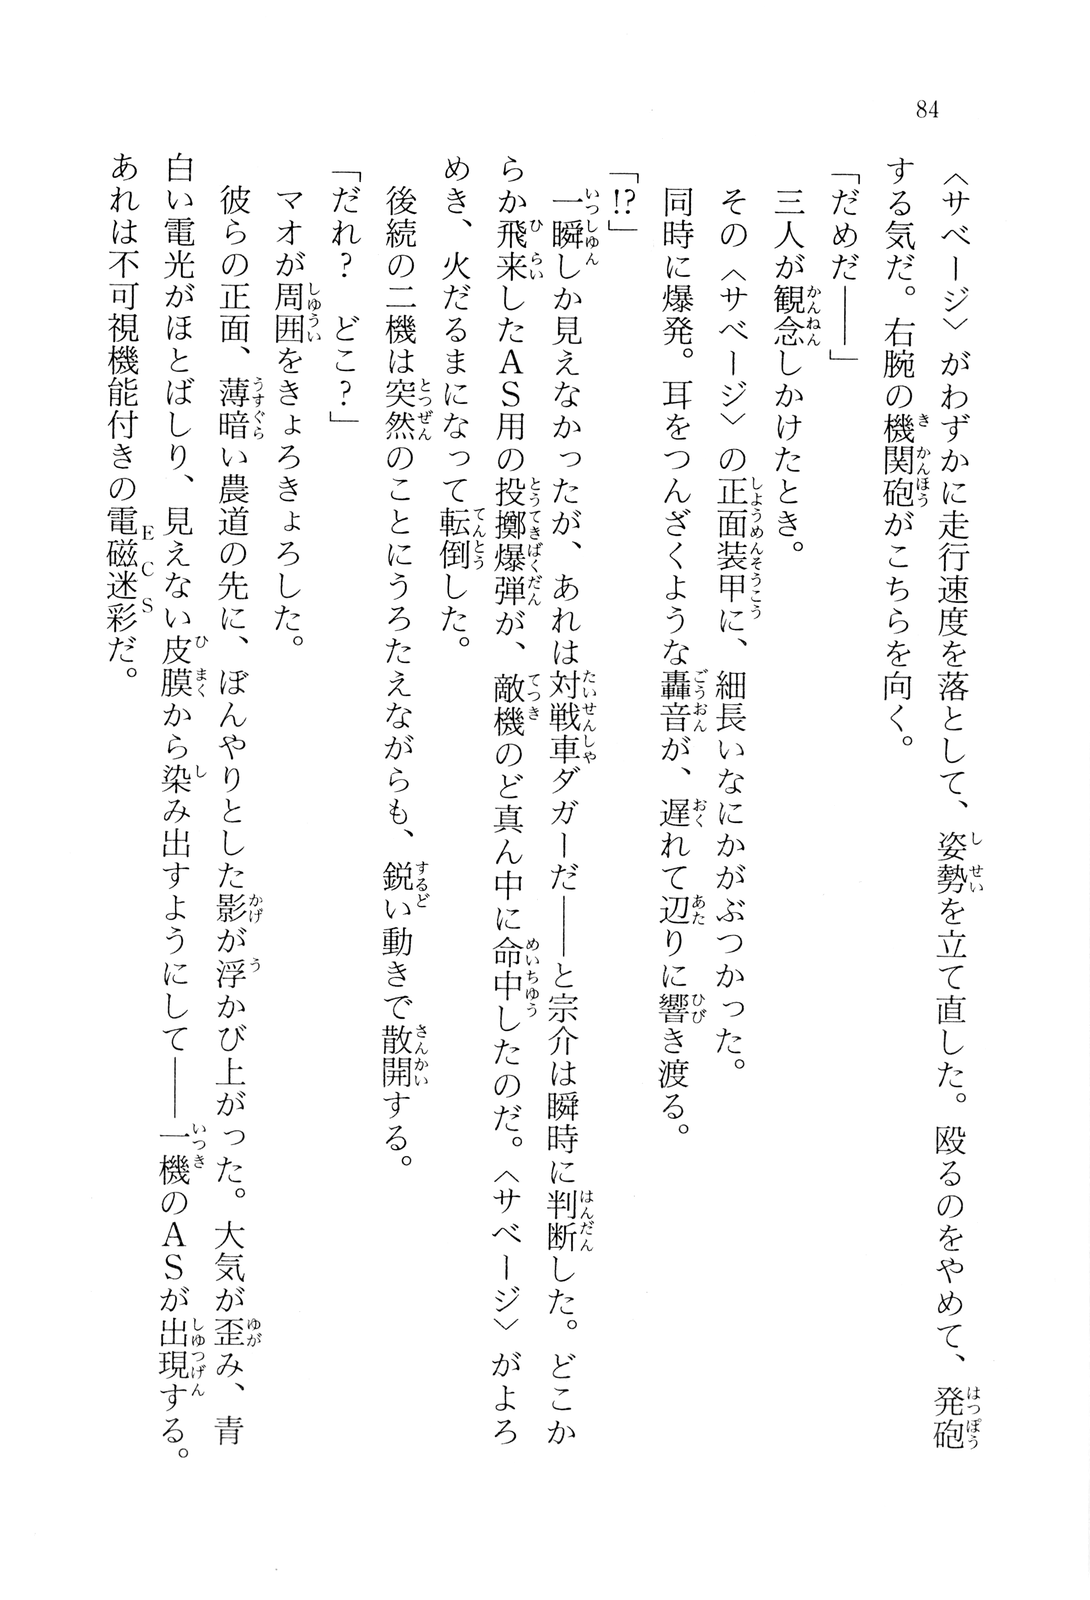 84
〈サベージ〉がわずかに走行速度を落として、姿勢を立て直した。殴るのをやめて、発砲
する気だ。右腕の機関砲がこちらを向く。
「だめだ――」
三人が観念しかけたとき。
その〈サベージ〉の正面装甲に、細長いなにかがぶつかった。
同時に爆発。耳をつんざくような轟音が、遅れて辺りに響き渡る。
「!?」
一瞬しか見えなかったが、あれは対戦車ダガーだ――と宗介は瞬時に判断した。どこか
らか飛来したAS用の投擲爆弾が、敵機のど真ん中に命中したのだ。〈サベージ〉がよろ
めき、火だるまになって転倒した。
後続の二機は突然のことにうろたえながらも、鋭い動きで散開する。
「だれ？　どこ？」
マオが周囲をきょろきょろした。
彼らの正面、薄暗い農道の先に、ぼんやりとした影が浮かび上がった。大気が歪み、青
白い電光がほとばしり、見えない皮膜から染み出すようにして――一機のASが出現する。
あれは不可視機能付きの電磁迷彩だ。